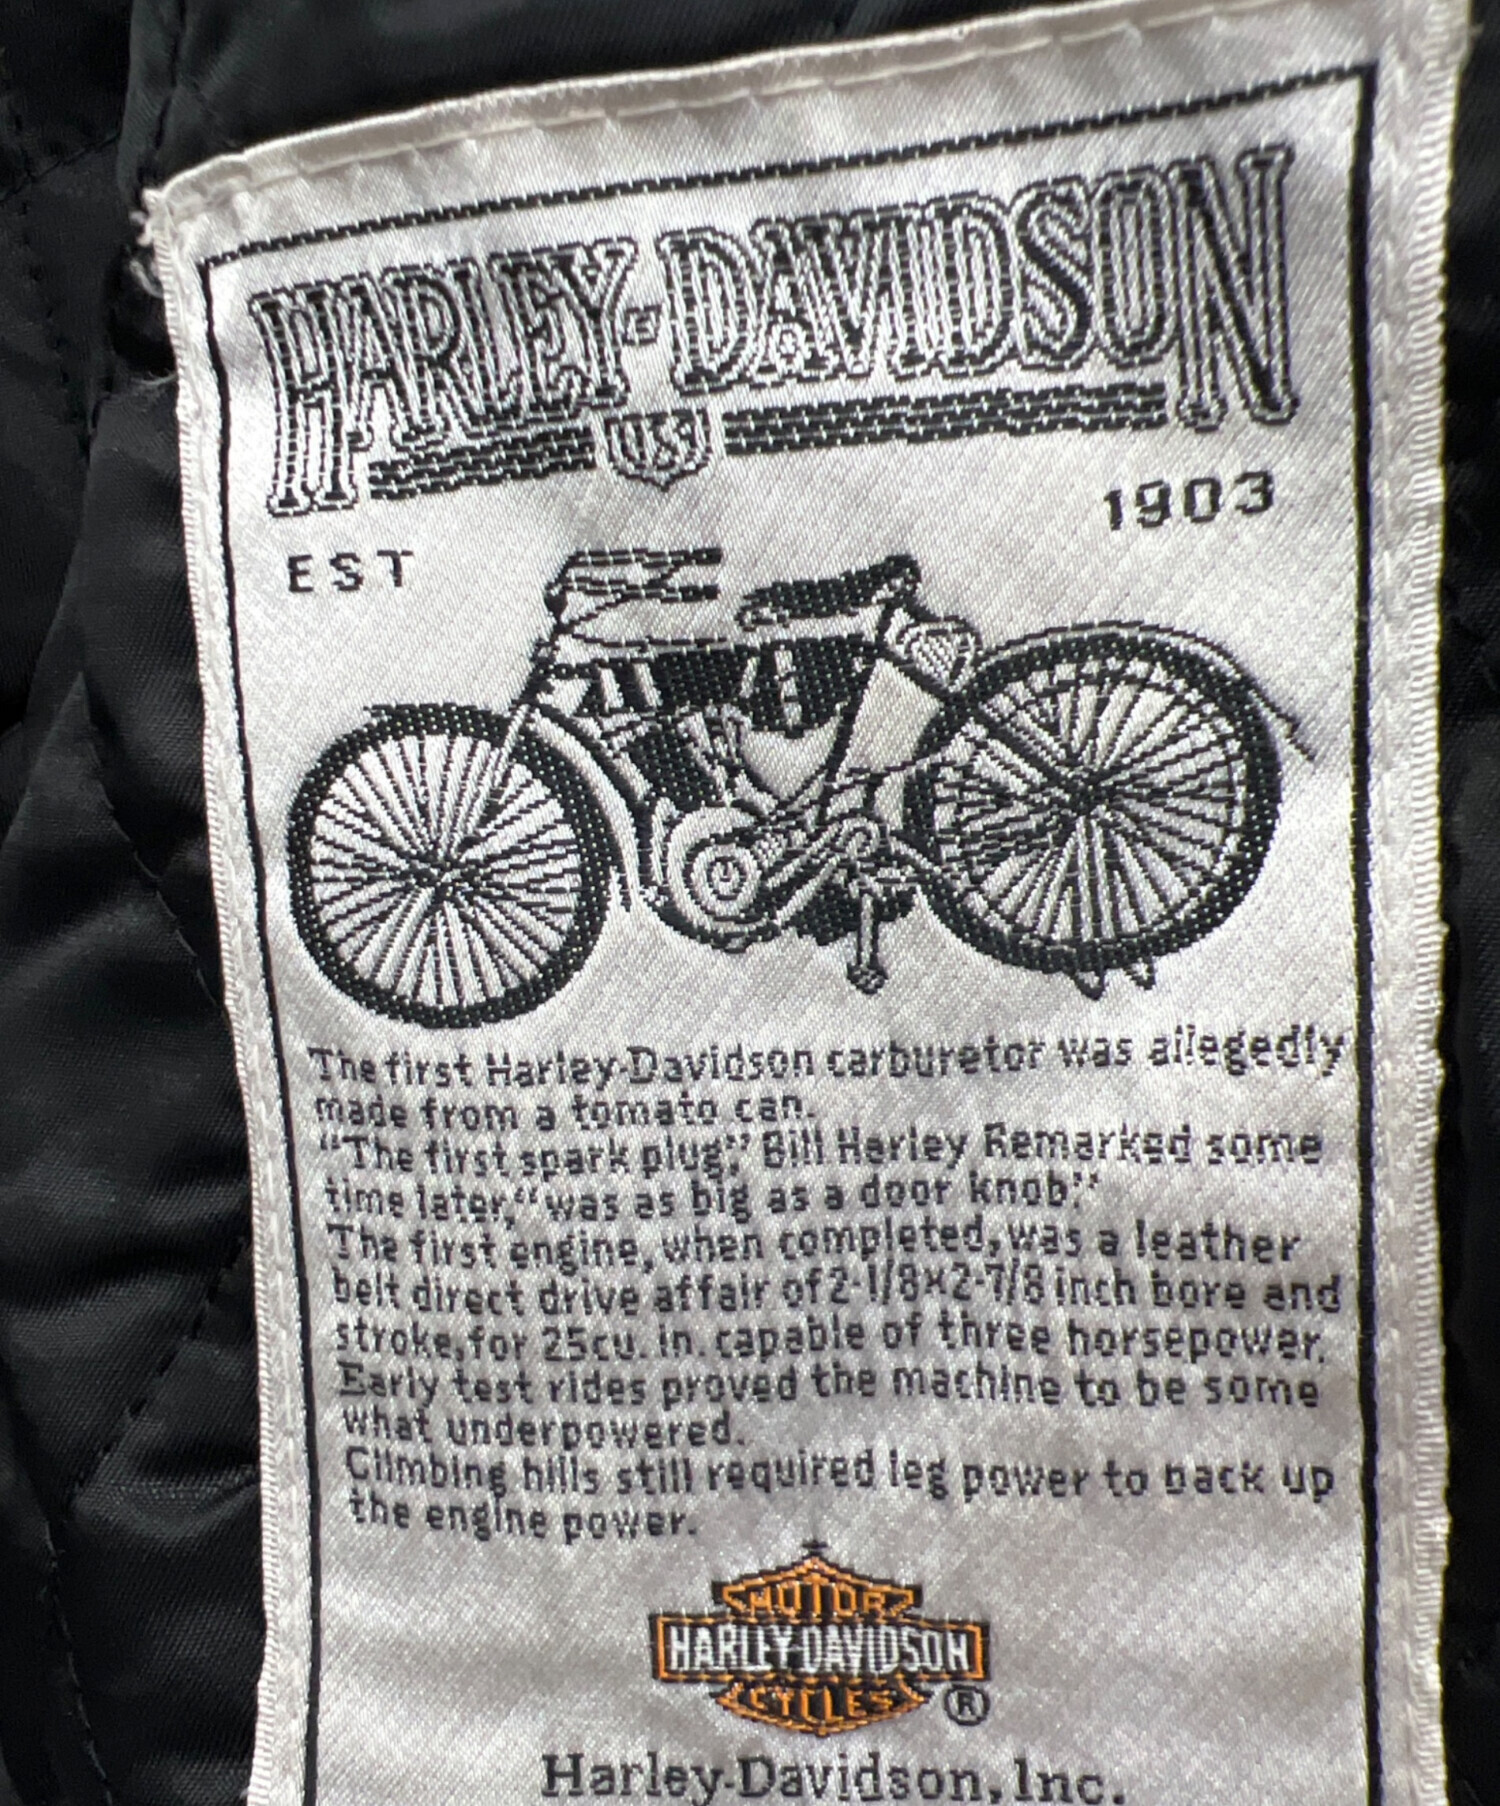 HARLEY-DAVIDSON
U.S.
EST
1903
The first Harley-Davidson carburetor was allegedly
made from a tomato can.
“The first spark plug,” Bill Harley Remarked some
time later, “was as big as a door knob.”
The first engine, when completed, was a leather
belt direct drive affair of 2-1/8×2-7/8 inch bore and
stroke, for 25cu. in. capable of three horsepower.
Early test rides proved the machine to be some
what underpowered.
Climbing hills still required leg power to back up
the engine power.
MOTOR
HARLEY-DAVIDSON
CYCLES
®
Harley-Davidson, Inc.